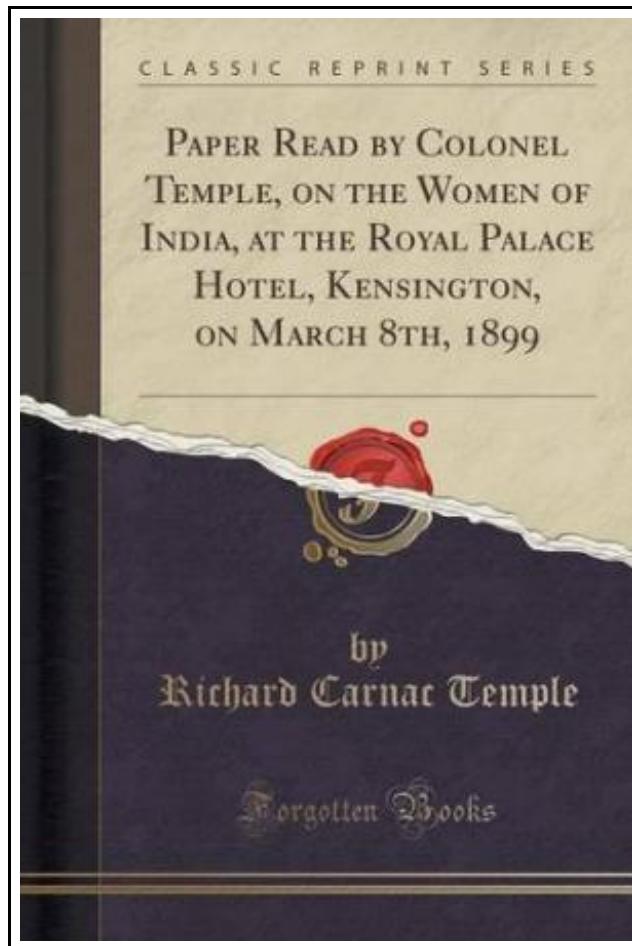 CLASSIC REPRINT SERIES
PAPER READ BY COLONEL
TEMPLE, ON THE WOMEN OF
INDIA, AT THE ROYAL PALACE
HOTEL, KENSINGTON,
ON MARCH 8TH, 1899
F
by
Richard Carnac Temple
Forgotten Books